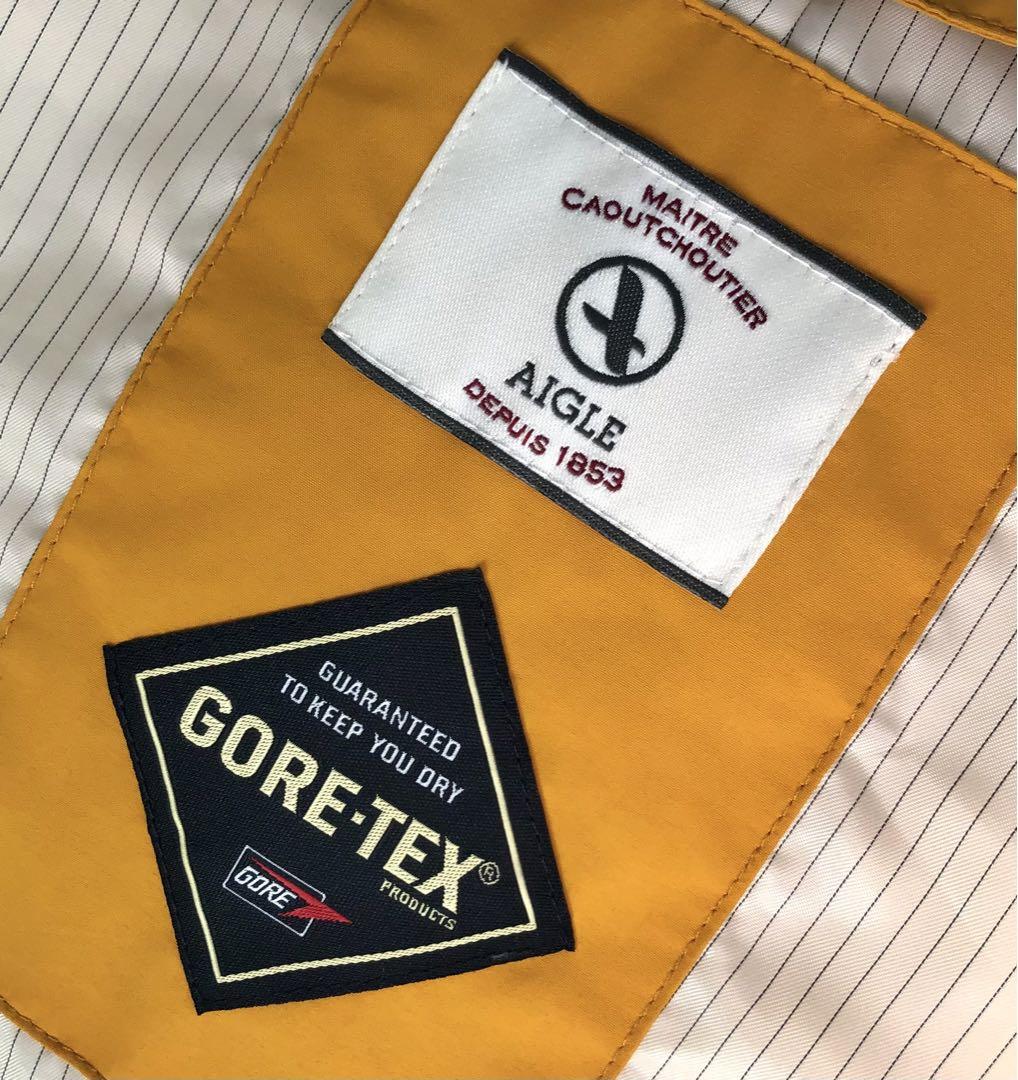 MAITRE
CAOUTCHOUTIER
AIGLE
DEPUIS 1853
GUARANTEED
TO KEEP YOU DRY
GORE-TEX®
PRODUCTS
GORE